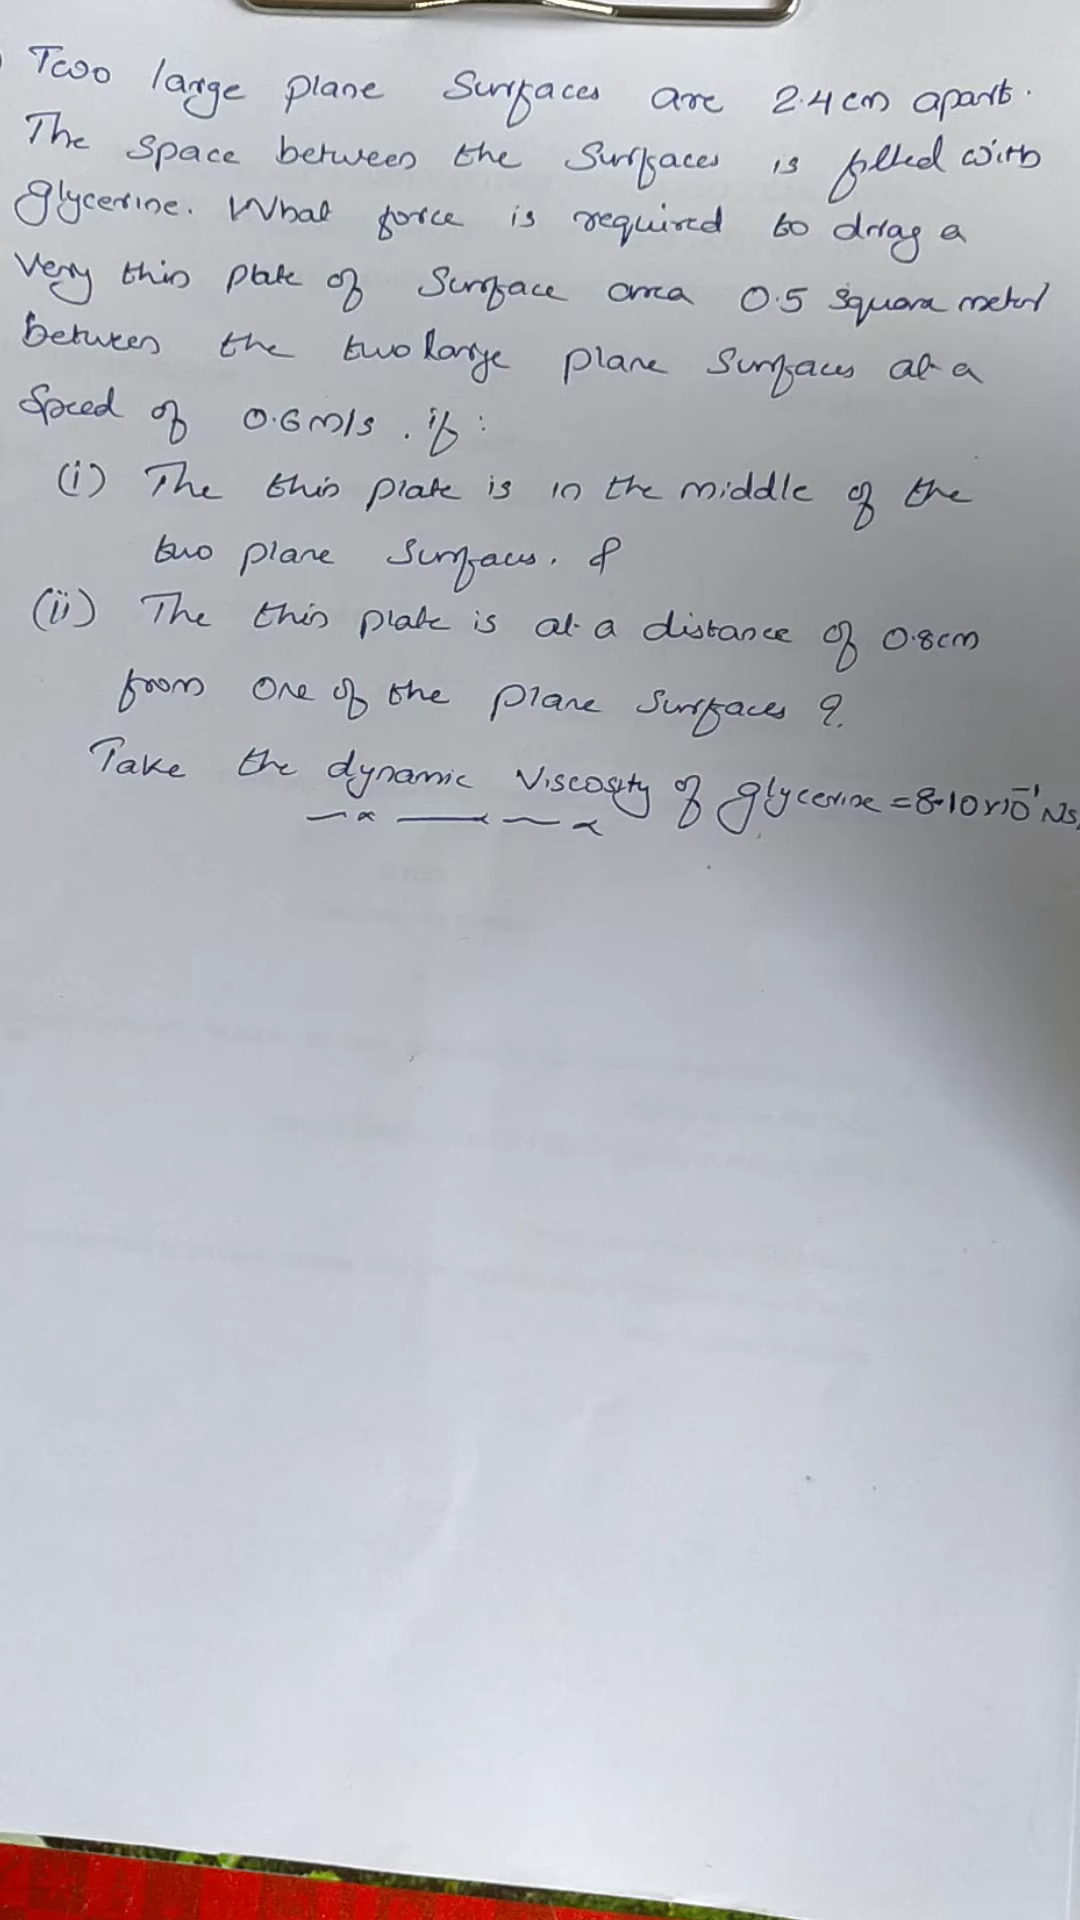 Two large plane Surfaces are 2.4 cm apart.
The Space between the Surfaces is filled with
glycerine. What force is required to drag a
Very thin plate of Surface area 0.5 Square meter
between the two large plane Surfaces at a
Speed of 0.6 m/s. if:
(i) The thin plate is in the middle of the
two plane Surfaces. &
(ii) The thin plate is at a distance of 0.8cm
from One of the plane Surfaces ?
Take the dynamic Viscosity of glycerine = 8.10x10⁻¹ Ns